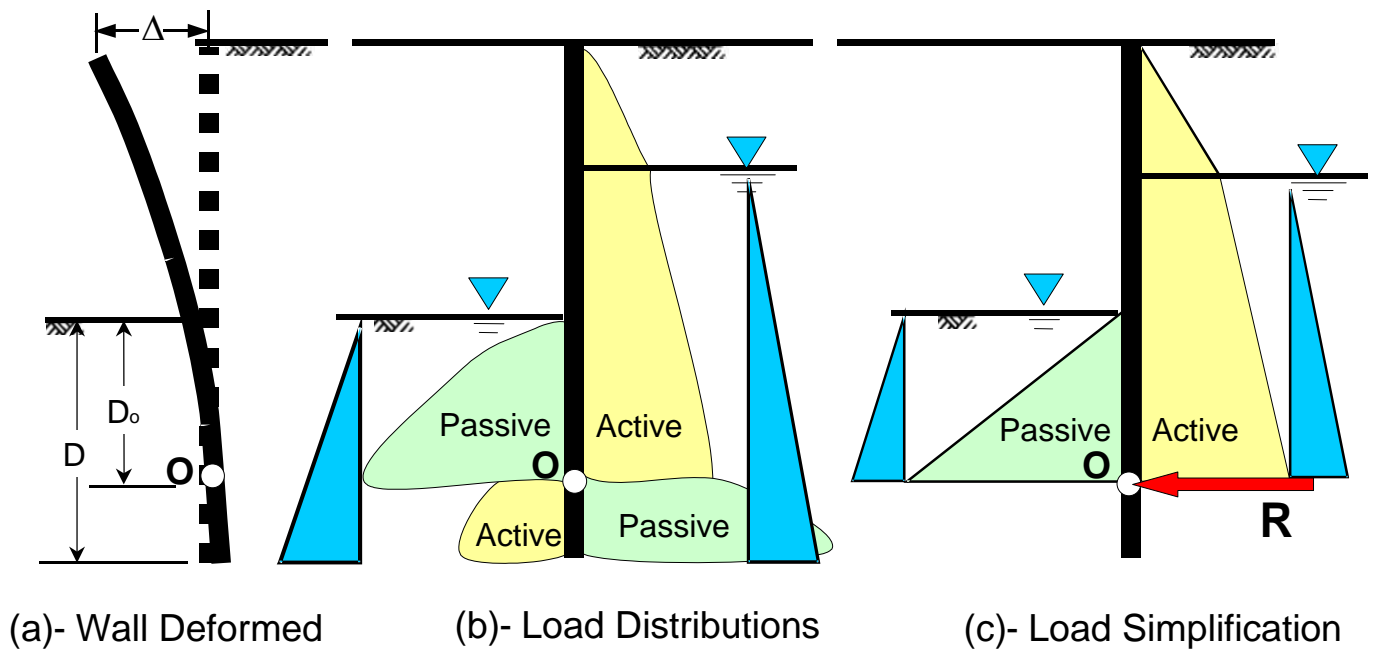 Δ
D
Do
O
Passive
Active
O
Active
Passive
Passive
Active
O
R
(a)- Wall Deformed
(b)- Load Distributions
(c)- Load Simplification